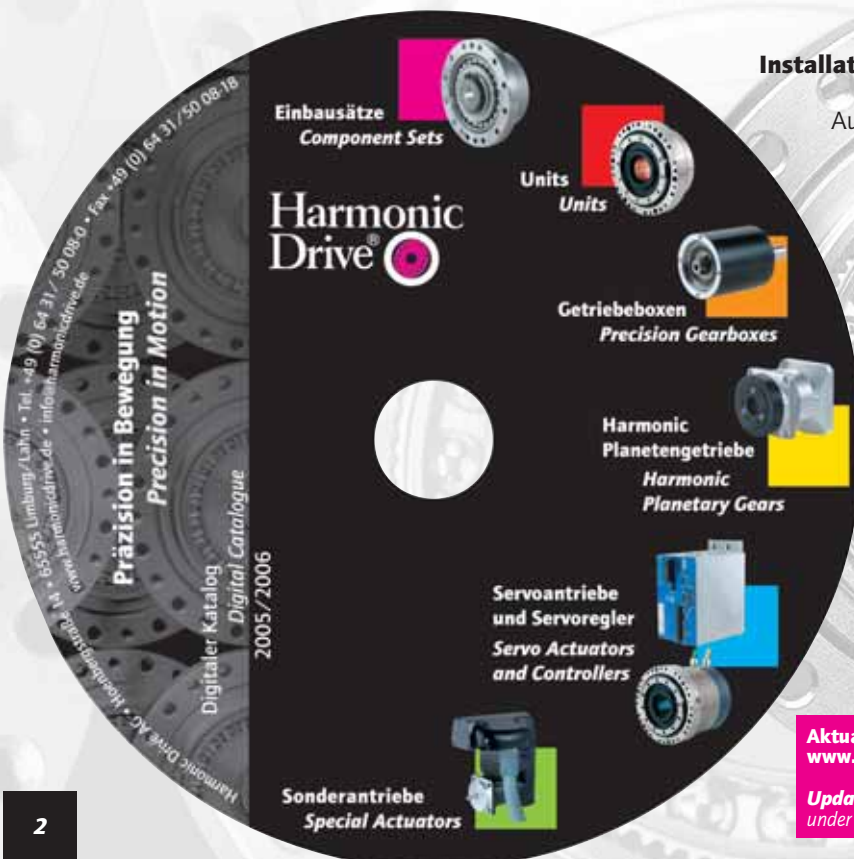 Einbausätze
Component Sets
Units
Units
Harmonic
Drive®
Getriebeboxen
Precision Gearboxes
Harmonic
Planetengetriebe
Harmonic
Planetary Gears
Servoantriebe
und Servoregler
Servo Actuators
and Controllers
Sonderantriebe
Special Actuators
Präzision in Bewegung
Precision in Motion
Digitaler Katalog
Digital Catalogue
2005/2006
Harmonic Drive AG • Hoenbergstraße 14 • 65555 Limburg/Lahn • Tel. +49 (0) 64 31/ 50 08-0 • Fax +49 (0) 64 31/50 08-18
www.harmonicdrive.de • info@harmonicdrive.de
Installat
Au
Aktua
www.
Upda
under
2